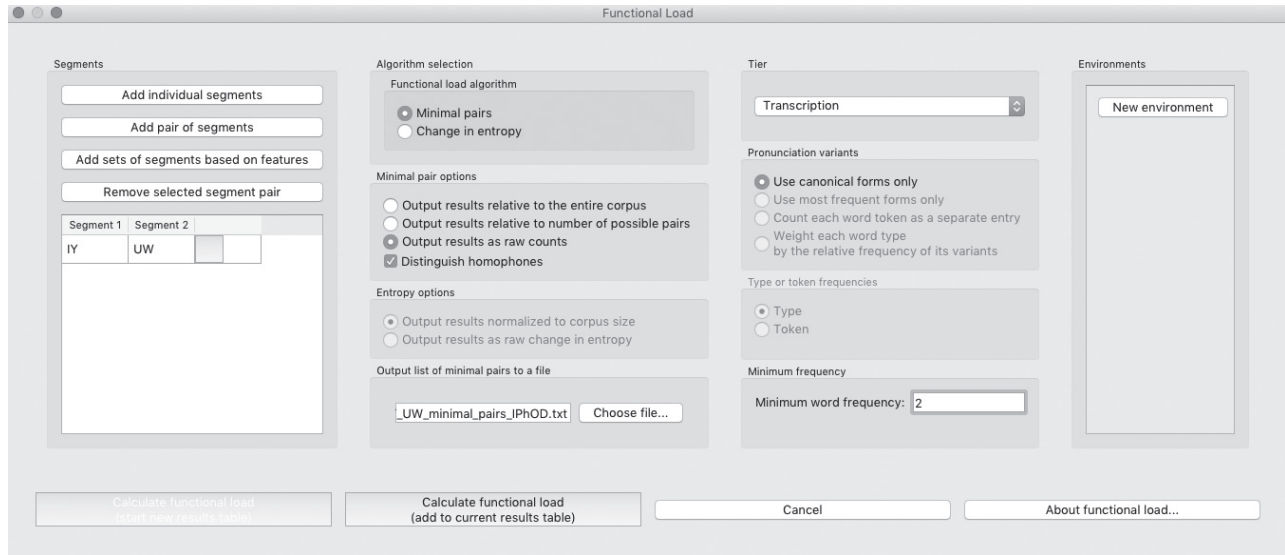 Functional Load
Segments
Add individual segments
Add pair of segments
Add sets of segments based on features
Remove selected segment pair
Segment 1 Segment 2
IY UW
Algorithm selection
Functional load algorithm
Minimal pairs
Change in entropy
Minimal pair options
Output results relative to the entire corpus
Output results relative to number of possible pairs
Output results as raw counts
Distinguish homophones
Entropy options
Output results normalized to corpus size
Output results as raw change in entropy
Output list of minimal pairs to a file
_UW_minimal_pairs_IPhOD.txt Choose file...
Tier
Transcription
Pronunciation variants
Use canonical forms only
Use most frequent forms only
Count each word token as a separate entry
Weight each word type
by the relative frequency of its variants
Type or token frequencies
Type
Token
Minimum frequency
Minimum word frequency: 2
Environments
New environment
Calculate functional load
(start new results table)
Calculate functional load
(add to current results table)
Cancel
About functional load...